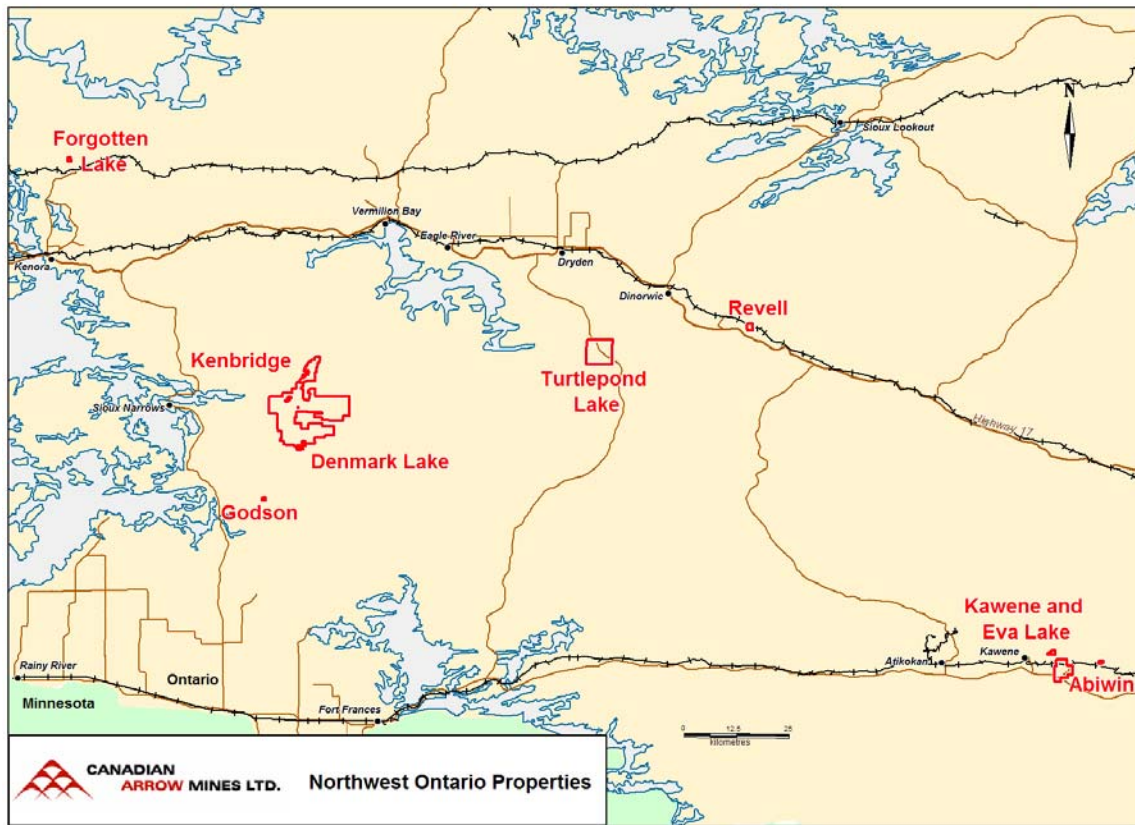 N
Sioux Lookout
Forgotten
Lake
Vermilion Bay
Eagle River
Dryden
Kenora
Dinorwic
Revell
Kenbridge
Turtlepond
Lake
Sioux Narrows
Highway 17
Denmark Lake
Godson
Kawene and
Eva Lake
Rainy River
Ontario
Atikokan
Kawene
Abiwin
Minnesota
Fort Frances
0 12.5 25
kilometres
CANADIAN
ARROW MINES LTD.
Northwest Ontario Properties